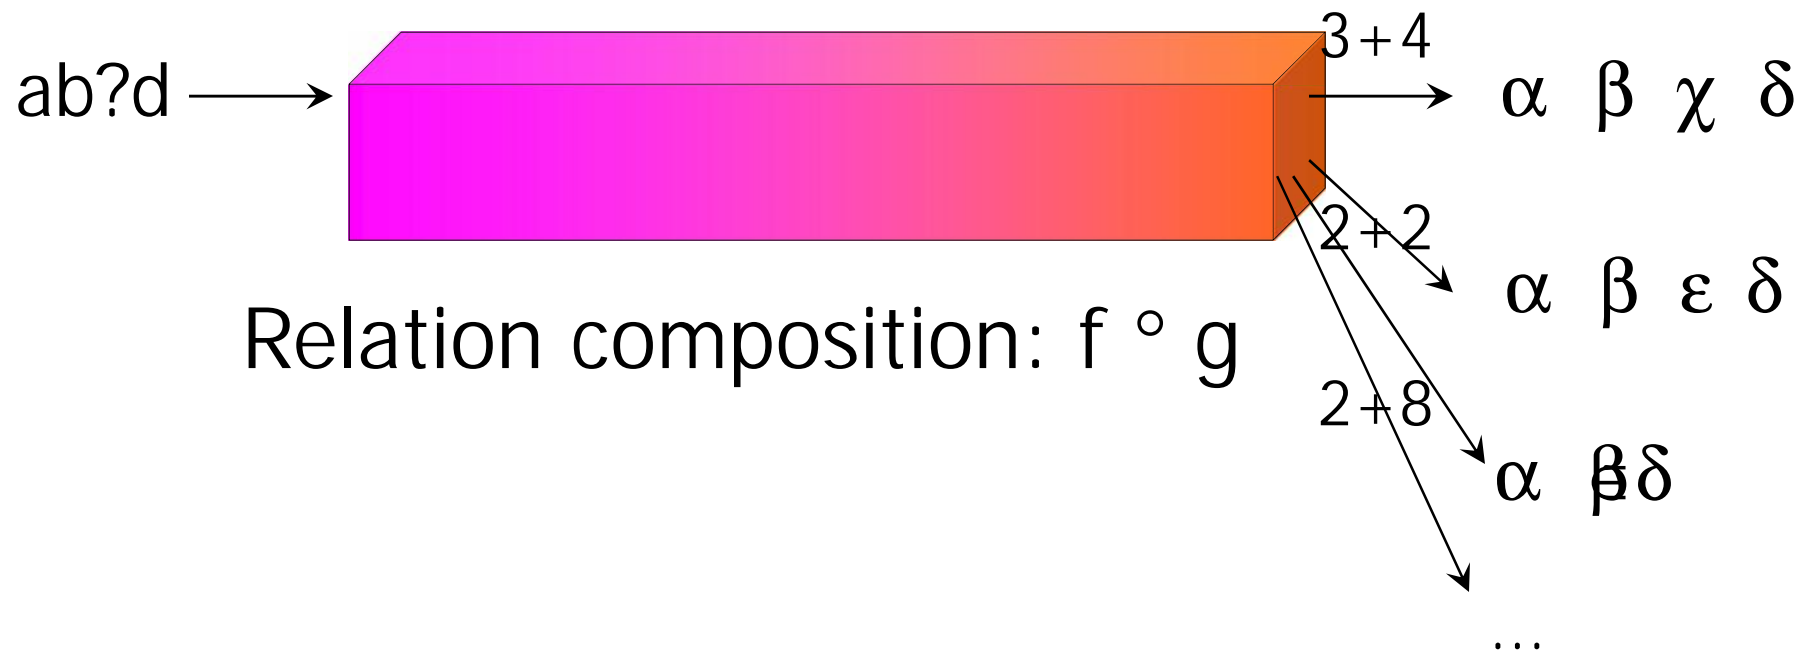 3+4
ab?d
α β χ δ
2+2
α β ε δ
Relation composition: f ° g
2+8
α β δ
...